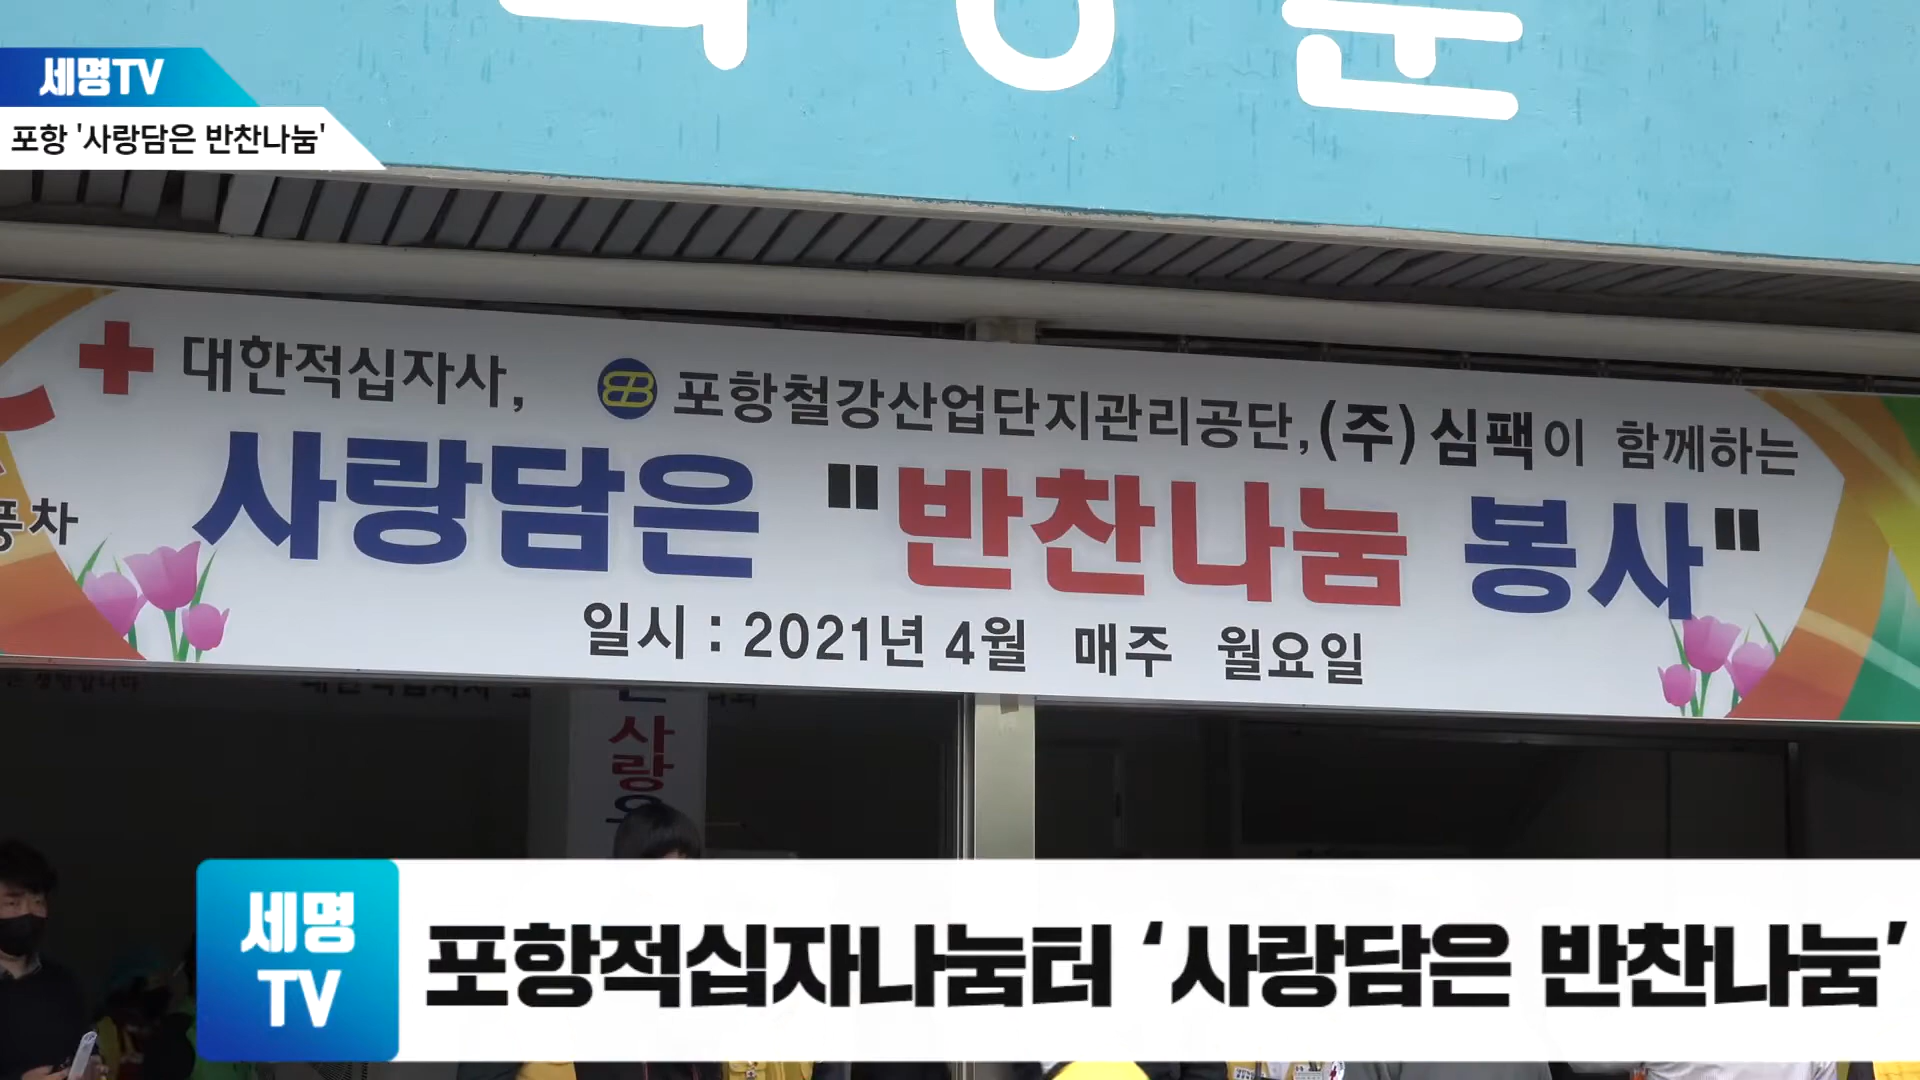 세명TV
포항 '사랑담은 반찬나눔'
대한적십자사, 포항철강산업단지관리공단, (주) 심팩이 함께하는
사랑담은 "반찬나눔 봉사"
풍차
일시 : 2021년 4월 매주 월요일
사랑
세명
TV
포항적십자나눔터 ‘사랑담은 반찬나눔’